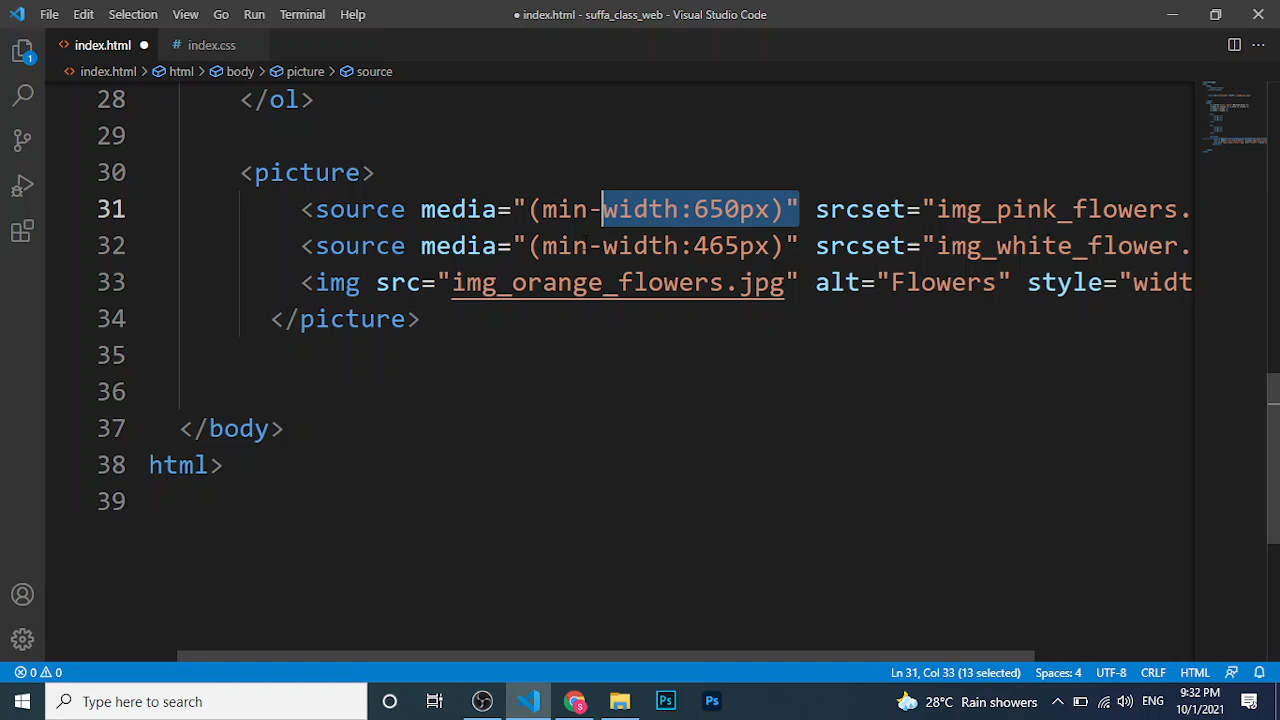 File Edit Selection View Go Run Terminal Help
● index.html - suffa_class_web - Visual Studio Code
index.html
# index.css
index.html > html > body > picture > source
28 </ol>
29
30 <picture>
31 <source media="(min-width:650px)" srcset="img_pink_flowers.
32 <source media="(min-width:465px)" srcset="img_white_flower.
33 <img src="img_orange_flowers.jpg" alt="Flowers" style="widt
34 </picture>
35
36
37 </body>
38 html>
39
1
0 0
Ln 31, Col 33 (13 selected) Spaces: 4 UTF-8 CRLF HTML
Type here to search
Ps
Ps
28°C Rain showers
ENG
9:32 PM
10/1/2021